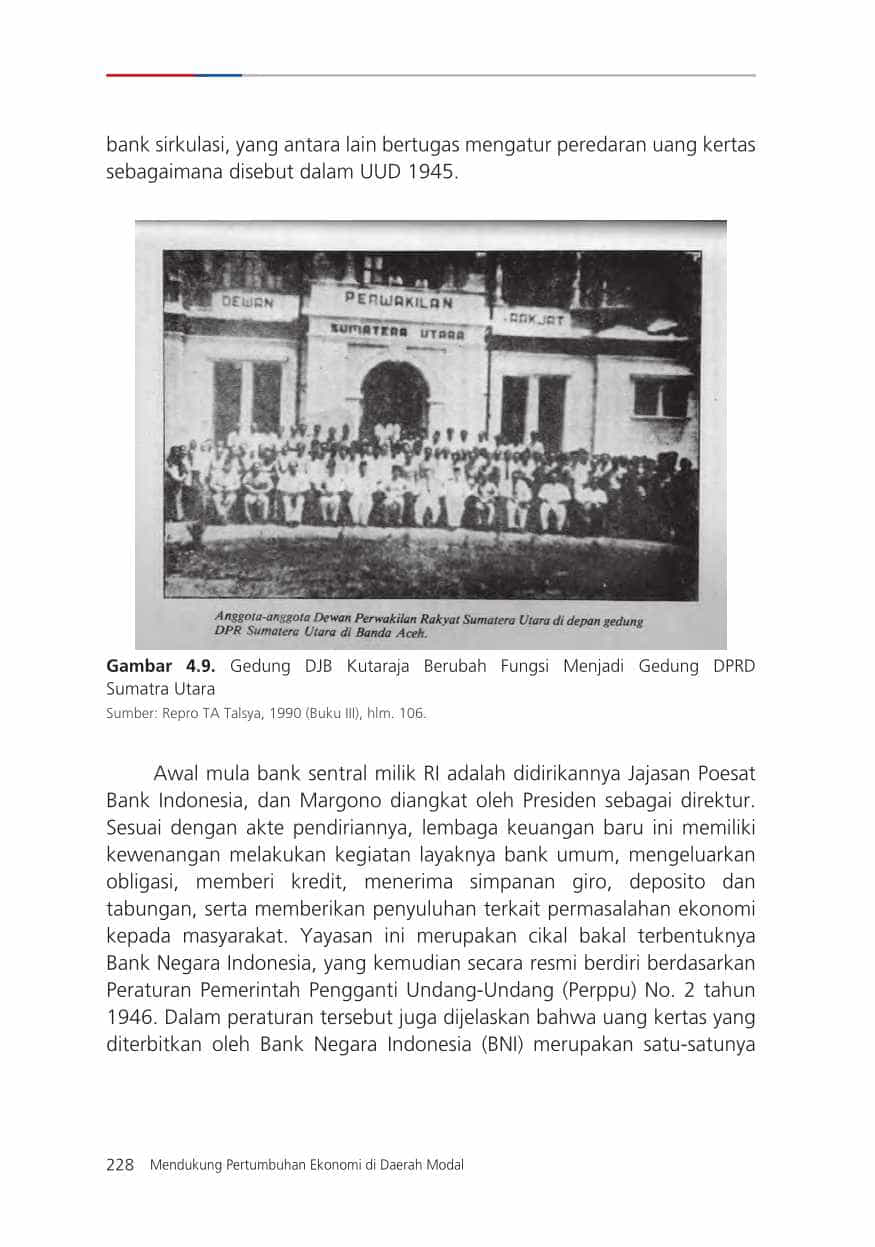 bank sirkulasi, yang antara lain bertugas mengatur peredaran uang kertas
sebagaimana disebut dalam UUD 1945.
DEWAN
PERWAKILAN
RAKJAT
SUMATERA UTARA
Anggota-anggota Dewan Perwakilan Rakyat Sumatera Utara di depan gedung
DPR Sumatera Utara di Banda Aceh.
Gambar 4.9. Gedung DJB Kutaraja Berubah Fungsi Menjadi Gedung DPRD
Sumatra Utara
Sumber: Repro TA Talsya, 1990 (Buku III), hlm. 106.
Awal mula bank sentral milik RI adalah didirikannya Jajasan Poesat
Bank Indonesia, dan Margono diangkat oleh Presiden sebagai direktur.
Sesuai dengan akte pendiriannya, lembaga keuangan baru ini memiliki
kewenangan melakukan kegiatan layaknya bank umum, mengeluarkan
obligasi, memberi kredit, menerima simpanan giro, deposito dan
tabungan, serta memberikan penyuluhan terkait permasalahan ekonomi
kepada masyarakat. Yayasan ini merupakan cikal bakal terbentuknya
Bank Negara Indonesia, yang kemudian secara resmi berdiri berdasarkan
Peraturan Pemerintah Pengganti Undang-Undang (Perppu) No. 2 tahun
1946. Dalam peraturan tersebut juga dijelaskan bahwa uang kertas yang
diterbitkan oleh Bank Negara Indonesia (BNI) merupakan satu-satunya
228 Mendukung Pertumbuhan Ekonomi di Daerah Modal